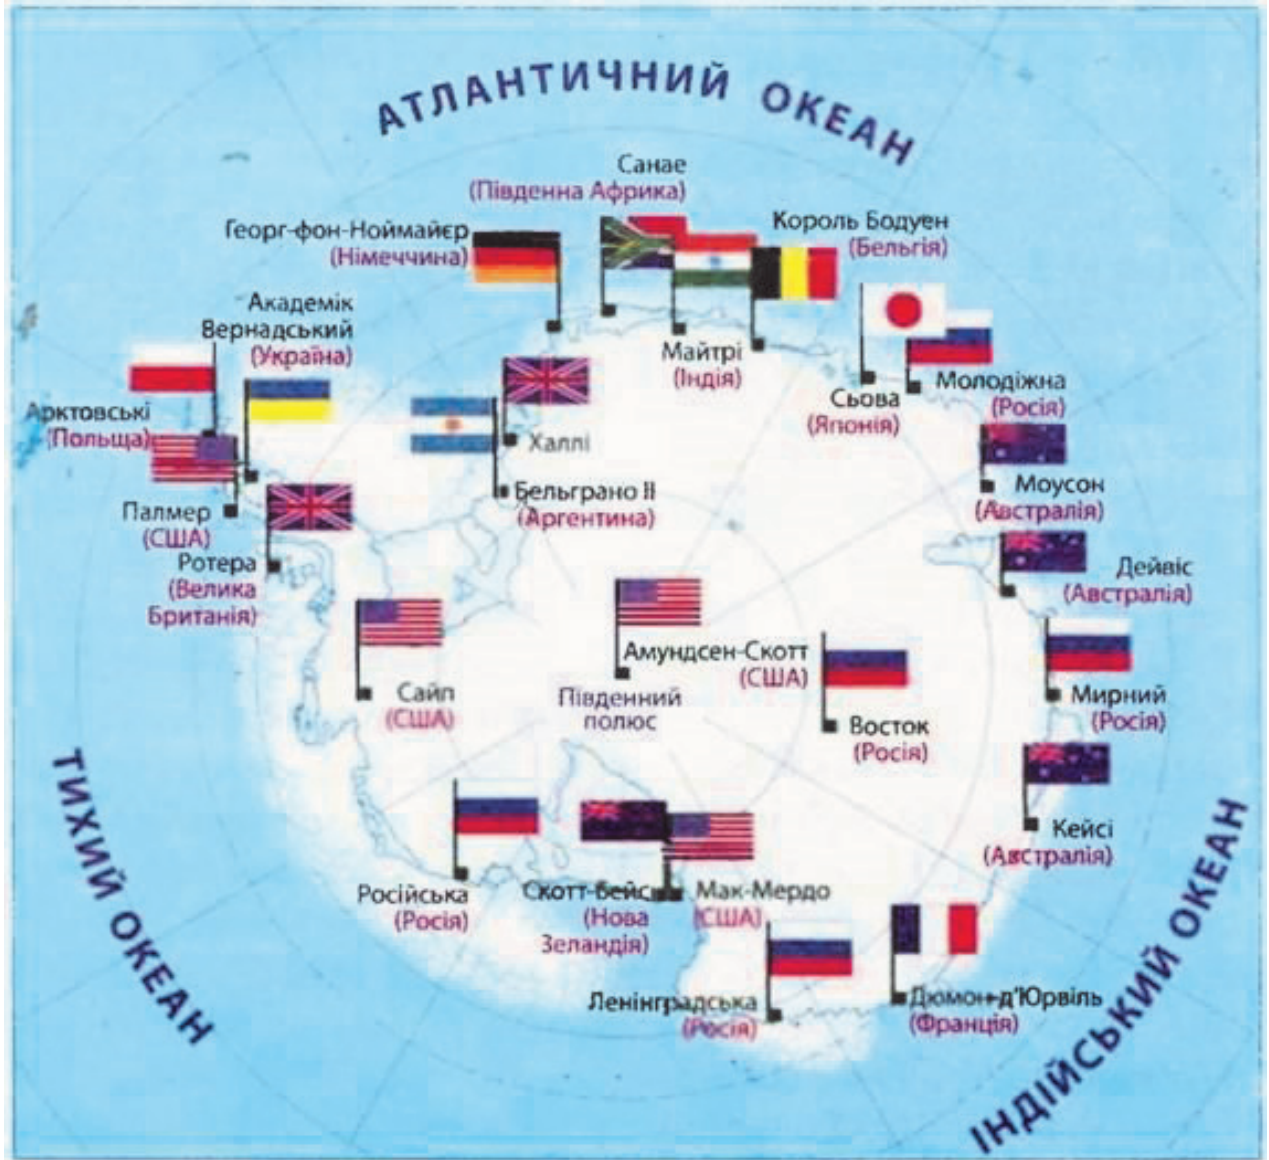 АТЛАНТИЧНИЙ ОКЕАН
Санае
(Південна Африка)
Георг-фон-Ноймайєр
(Німеччина)
Король Бодуен
(Бельгія)
Академік
Вернадський
(Україна)
Майтрі
(Індія)
Сьова
(Японія)
Молодіжна
(Росія)
Арктовські
(Польща)
Халлі
Бельграно ІІ
(Аргентина)
Моусон
(Австралія)
Палмер
(США)
Ротера
(Велика
Британія)
Дейвіс
(Австралія)
Амундсен-Скотт
(США)
Південний
полюс
Сайп
(США)
Восток
(Росія)
Мирний
(Росія)
Кейсі
(Австралія)
Російська
(Росія)
Скотт-Бейс
(Нова
Зеландія)
Мак-Мердо
(США)
Ленінградська
(Росія)
Дюмон-д'Юрвіль
(Франція)
ТИХИЙ ОКЕАН
ІНДІЙСЬКИЙ ОКЕАН